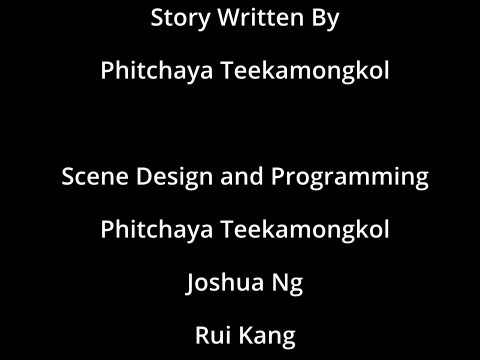 Story Written By
Phitchaya Teekamongkol
Scene Design and Programming
Phitchaya Teekamongkol
Joshua Ng
Rui Kang